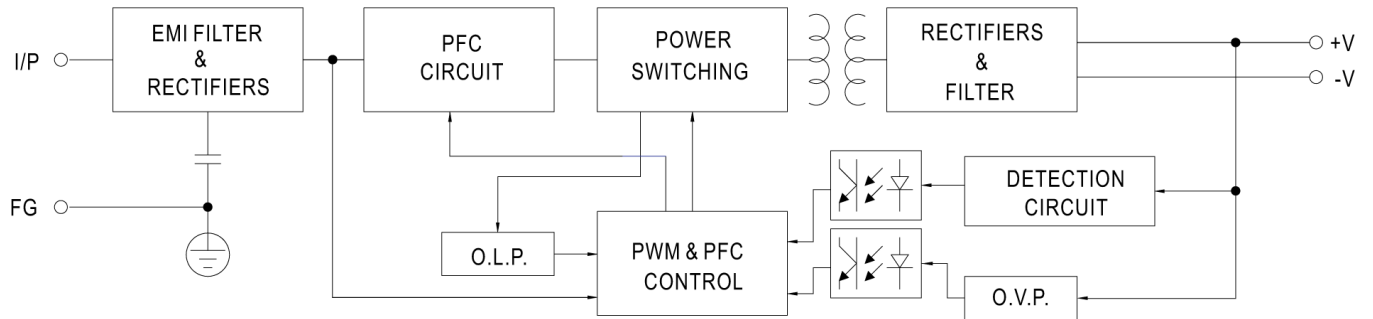 I/P
EMI FILTER
&
RECTIFIERS
PFC
CIRCUIT
POWER
SWITCHING
RECTIFIERS
&
FILTER
+V
-V
FG
O.L.P.
PWM & PFC
CONTROL
DETECTION
CIRCUIT
O.V.P.